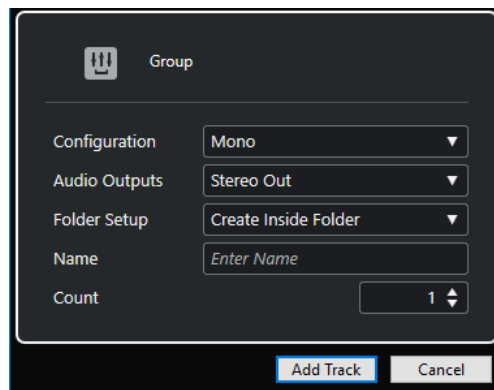 Group
Configuration Mono
Audio Outputs Stereo Out
Folder Setup Create Inside Folder
Name Enter Name
Count 1
Add Track Cancel